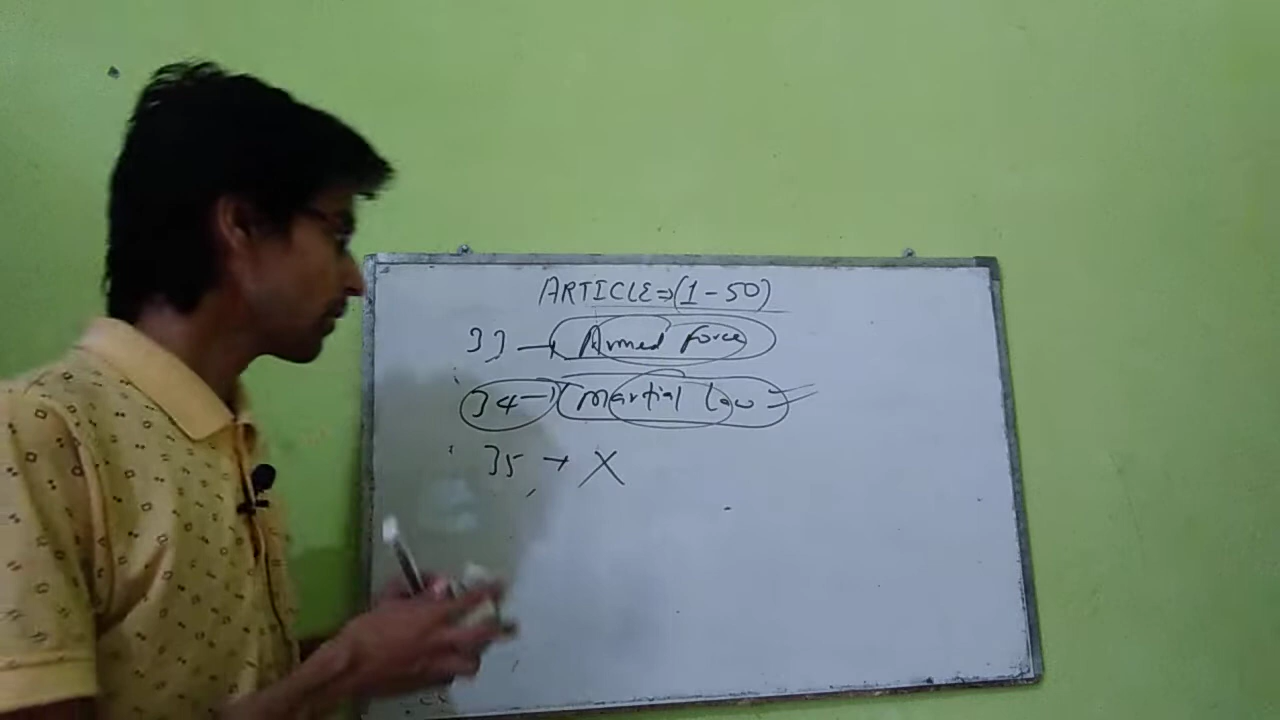 ARTICLE⇒(1-50)
33 → Armed force
34 → Martial Law
35 → X